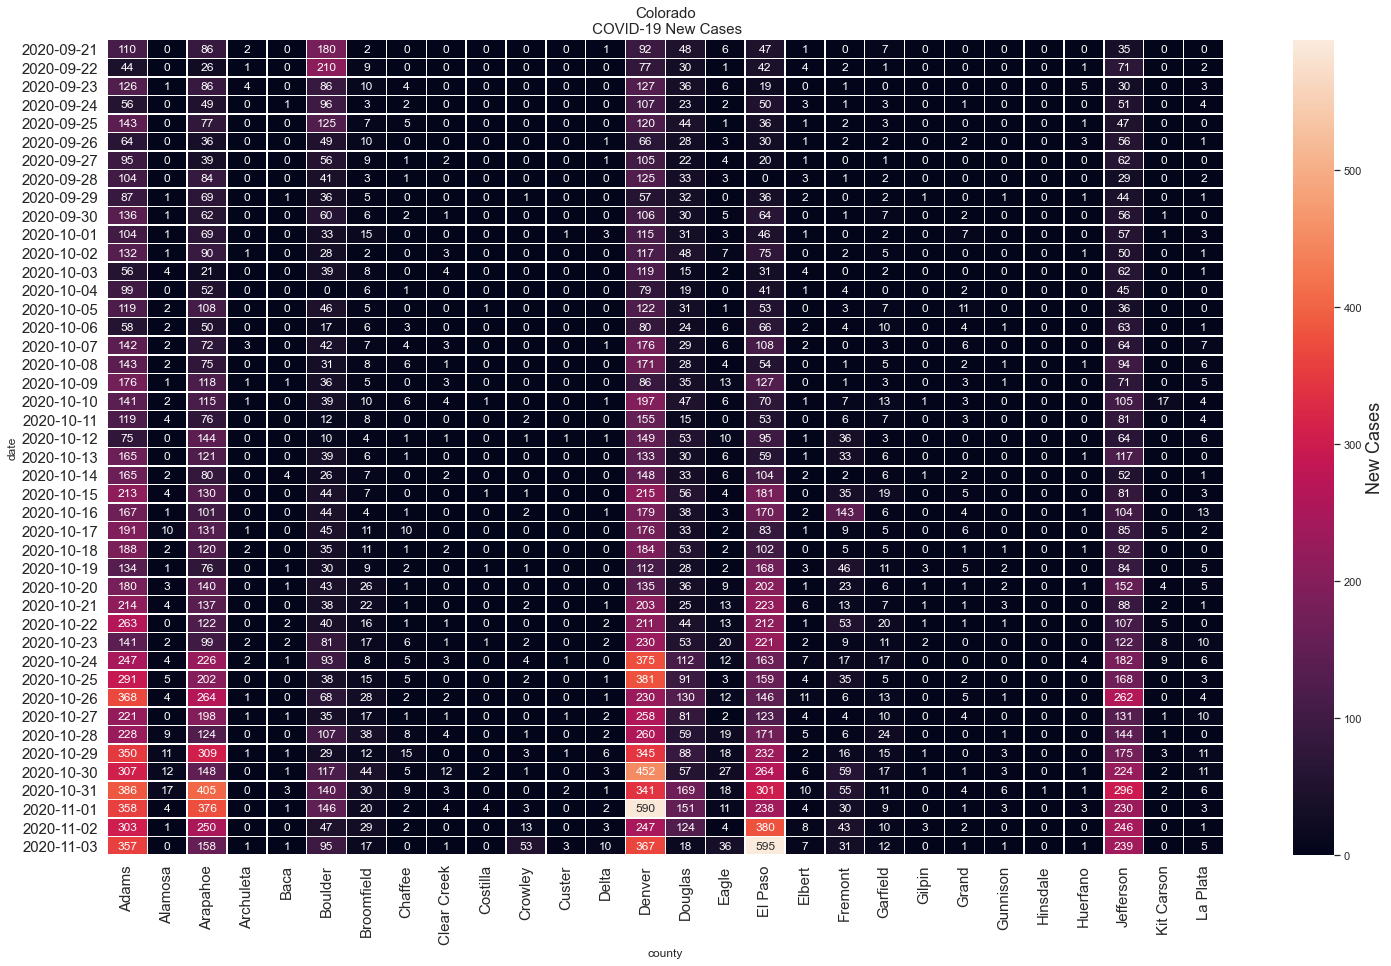 Colorado
COVID-19 New Cases
2020-09-21 110 0 86 2 0 180 2 0 0 0 0 0 1 92 48 6 47 1 0 7 0 0 0 0 0 35 0 0
2020-09-22 44 0 26 1 0 210 9 0 0 0 0 0 0 77 30 1 42 4 2 1 0 0 0 0 1 71 0 2
2020-09-23 126 1 86 4 0 86 10 4 0 0 0 0 0 127 36 6 19 0 1 0 0 0 0 0 5 30 0 3
2020-09-24 56 0 49 0 1 96 3 2 0 0 0 0 0 107 23 2 50 3 1 3 0 1 0 0 0 51 0 4
2020-09-25 143 0 77 0 0 125 7 5 0 0 0 0 0 120 44 1 36 1 2 3 0 0 0 0 1 47 0 0
2020-09-26 64 0 36 0 0 49 10 0 0 0 0 0 1 66 28 3 30 1 2 2 0 2 0 0 3 56 0 1
2020-09-27 95 0 39 0 0 56 9 1 2 0 0 0 1 105 22 4 20 1 0 1 0 0 0 0 0 62 0 0
2020-09-28 104 0 84 0 0 41 3 1 0 0 0 0 0 125 33 3 0 3 1 2 0 0 0 0 0 29 0 2
2020-09-29 87 1 69 0 1 36 5 0 0 0 1 0 0 57 32 0 36 2 0 2 1 0 1 0 1 44 0 1
2020-09-30 136 1 62 0 0 60 6 2 1 0 0 0 0 106 30 5 64 0 1 7 0 2 0 0 0 56 1 0
2020-10-01 104 1 69 0 0 33 15 0 0 0 0 1 3 115 31 3 46 1 0 2 0 7 0 0 0 57 1 3
2020-10-02 132 1 90 1 0 28 2 0 3 0 0 0 0 117 48 7 75 0 2 5 0 0 0 0 1 50 0 1
2020-10-03 56 4 21 0 0 39 8 0 4 0 0 0 0 119 15 2 31 4 0 2 0 0 0 0 0 62 0 1
2020-10-04 99 0 52 0 0 0 6 1 0 0 0 0 0 79 19 0 41 1 4 0 0 2 0 0 0 45 0 0
2020-10-05 119 2 108 0 0 46 5 0 0 1 0 0 0 122 31 1 53 0 3 7 0 11 0 0 0 36 0 0
2020-10-06 58 2 50 0 0 17 6 3 0 0 0 0 0 80 24 6 66 2 4 10 0 4 1 0 0 63 0 1
2020-10-07 142 2 72 3 0 42 7 4 3 0 0 0 1 176 29 6 108 2 0 3 0 6 0 0 0 64 0 7
2020-10-08 143 2 75 0 0 31 8 6 1 0 0 0 0 171 28 4 54 0 1 5 0 2 1 0 1 94 0 6
2020-10-09 176 1 118 1 1 36 5 0 3 0 0 0 0 86 35 13 127 0 1 3 0 3 1 0 0 71 0 5
2020-10-10 141 2 115 1 0 39 10 6 4 1 0 0 1 197 47 6 70 1 7 13 1 3 0 0 0 105 17 4
2020-10-11 119 4 76 0 0 12 8 0 0 0 2 0 0 155 15 0 53 0 6 7 0 3 0 0 0 81 0 4
2020-10-12 75 0 144 0 0 10 4 1 1 0 1 1 1 149 53 10 95 1 36 3 0 0 0 0 0 64 0 6
2020-10-13 165 0 121 0 0 39 6 1 0 0 0 0 0 133 30 6 59 1 33 6 0 0 0 0 1 117 0 0
2020-10-14 165 2 80 0 4 26 7 0 2 0 0 0 0 148 33 6 104 2 2 6 1 2 0 0 0 52 0 1
2020-10-15 213 4 130 0 0 44 7 0 0 1 1 0 0 215 56 4 181 0 35 19 0 5 0 0 0 81 0 3
2020-10-16 167 1 101 0 0 44 4 1 0 0 2 0 1 179 38 3 170 2 143 6 0 4 0 0 1 104 0 13
2020-10-17 191 10 131 1 0 45 11 10 0 0 0 0 0 176 33 2 83 1 9 5 0 6 0 0 0 85 5 2
2020-10-18 188 2 120 2 0 35 11 1 2 0 0 0 0 184 53 2 102 0 5 5 0 1 1 0 1 92 0 0
2020-10-19 134 1 76 0 1 30 9 2 0 1 1 0 0 112 28 2 168 3 46 11 3 5 2 0 0 84 0 5
2020-10-20 180 3 140 0 1 43 26 1 0 0 0 0 0 135 36 9 202 1 23 6 1 1 2 0 1 152 4 5
2020-10-21 214 4 137 0 0 38 22 1 0 0 2 0 1 203 25 13 223 6 13 7 1 1 3 0 0 88 2 1
2020-10-22 263 0 122 0 2 40 16 1 1 0 0 0 2 211 44 13 212 1 53 20 1 1 1 0 0 107 5 0
2020-10-23 141 2 99 2 2 81 17 6 1 1 2 0 2 230 53 20 221 2 9 11 2 0 0 0 0 122 8 10
2020-10-24 247 4 226 2 1 93 8 5 3 0 4 1 0 375 112 12 163 7 17 17 0 0 0 0 4 182 9 6
2020-10-25 291 5 202 0 0 38 15 5 0 0 2 0 1 381 91 3 159 4 35 5 0 2 0 0 0 168 0 3
2020-10-26 368 4 264 1 0 68 28 2 2 0 0 0 1 230 130 12 146 11 6 13 0 5 1 0 0 262 0 4
2020-10-27 221 0 198 1 1 35 17 1 1 0 0 1 2 258 81 2 123 4 4 10 0 4 0 0 0 131 1 10
2020-10-28 228 9 124 0 0 107 38 8 4 0 1 0 2 260 59 19 171 5 6 24 0 0 1 0 0 144 1 0
2020-10-29 350 11 309 1 1 29 12 15 0 0 3 1 6 345 88 18 232 2 16 15 1 0 3 0 0 175 3 11
2020-10-30 307 12 148 0 1 117 44 5 12 2 1 0 3 452 57 27 264 6 59 17 1 1 3 0 1 224 2 11
2020-10-31 386 17 405 0 3 140 30 9 3 0 0 2 1 341 169 18 301 10 55 11 0 4 6 1 1 296 2 6
2020-11-01 358 4 376 0 1 146 20 2 4 4 3 0 2 590 151 11 238 4 30 9 0 1 3 0 3 230 0 3
2020-11-02 303 1 250 0 0 47 29 2 0 0 13 0 3 247 124 4 380 8 43 10 3 2 0 0 0 246 0 1
2020-11-03 357 0 158 1 1 95 17 0 1 0 53 3 10 367 18 36 595 7 31 12 0 1 1 0 1 239 0 5
Adams Alamosa Arapahoe Archuleta Baca Boulder Broomfield Chaffee Clear Creek Costilla Crowley Custer Delta Denver Douglas Eagle El Paso Elbert Fremont Garfield Gilpin Grand Gunnison Hinsdale Huerfano Jefferson Kit Carson La Plata
county
date
500
400
300
200
100
0
New Cases